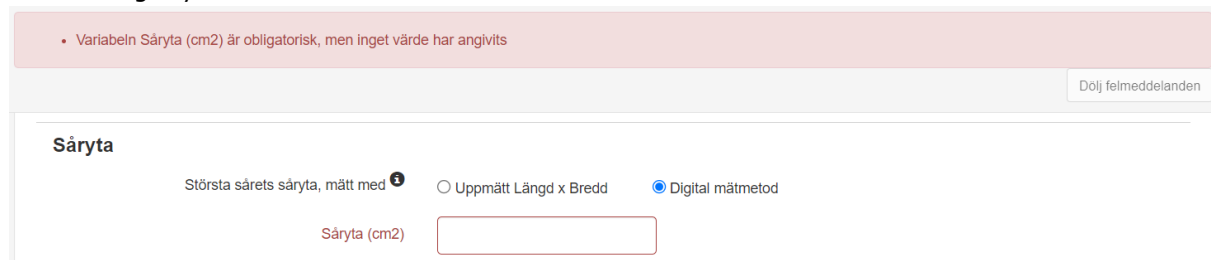 Variabeln Såryta (cm2) är obligatorisk, men inget värde har angivits
Dölj felmeddelanden
Såryta
Största sårets såryta, mätt med Uppmätt Längd x Bredd Digital mätmetod
Såryta (cm2)